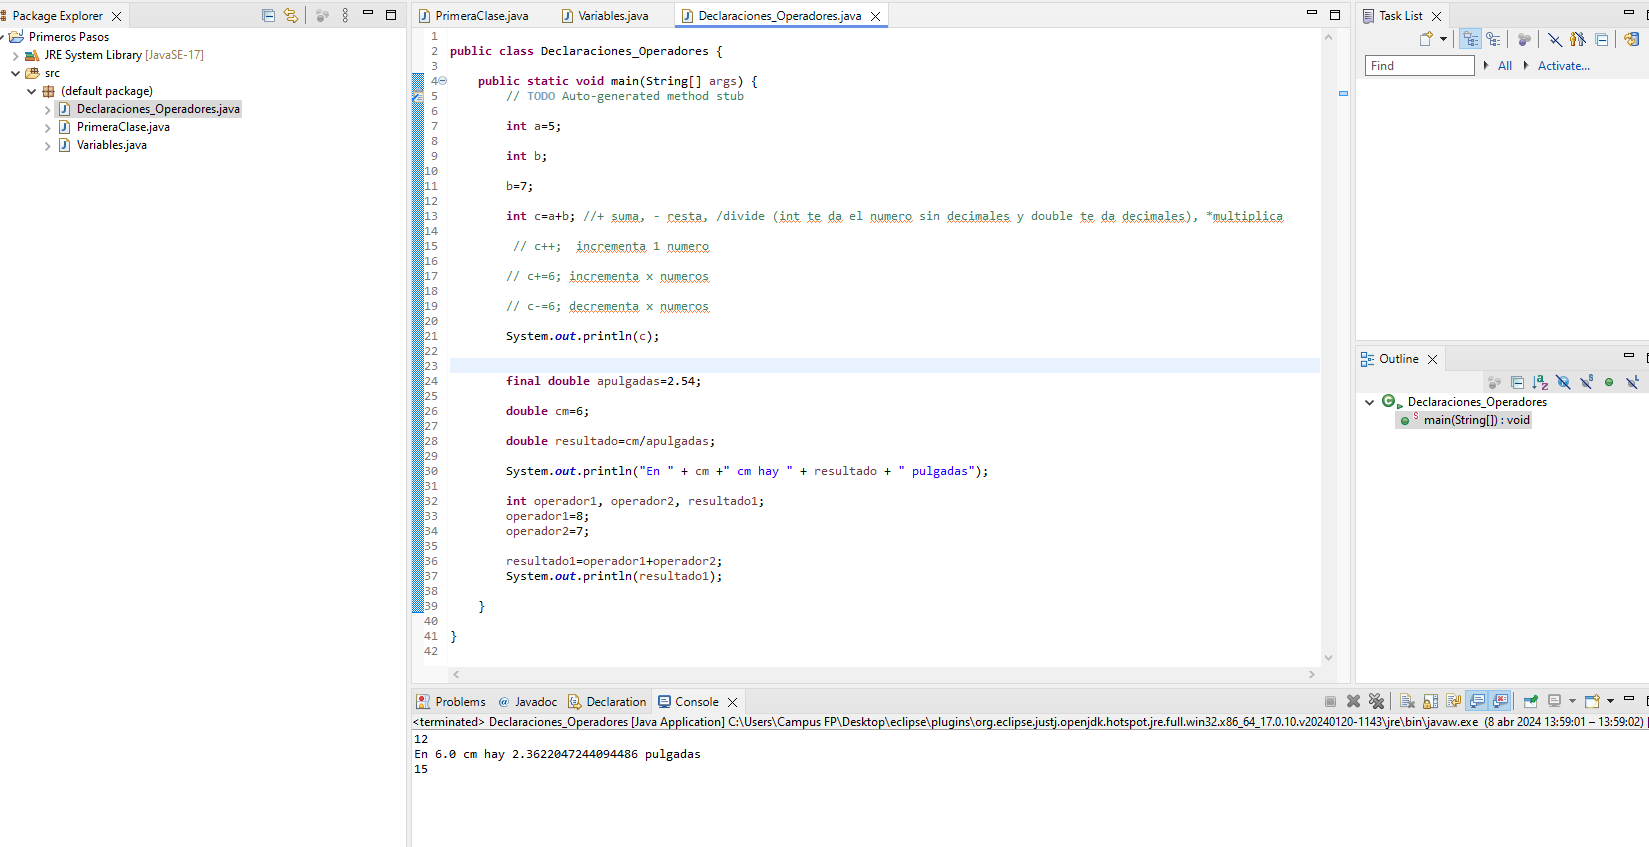 Package Explorer
Primeros Pasos
JRE System Library [JavaSE-17]
src
(default package)
Declaraciones_Operadores.java
PrimeraClase.java
Variables.java
PrimeraClase.java
Variables.java
Declaraciones_Operadores.java
1
2 public class Declaraciones_Operadores {
3
4 public static void main(String[] args) {
5 // TODO Auto-generated method stub
6
7 int a=5;
8
9 int b;
10
11 b=7;
12
13 int c=a+b; //+ suma, - resta, /divide (int te da el numero sin decimales y double te da decimales), *multiplica
14
15 // c++;  incrementa 1 numero
16
17 // c+=6; incrementa x numeros
18
19 // c-=6; decrementa x numeros
20
21 System.out.println(c);
22
23
24 final double apulgadas=2.54;
25
26 double cm=6;
27
28 double resultado=cm/apulgadas;
29
30 System.out.println("En " + cm +" cm hay " + resultado + " pulgadas");
31
32 int operador1, operador2, resultado1;
33 operador1=8;
34 operador2=7;
35
36 resultado1=operador1+operador2;
37 System.out.println(resultado1);
38
39 }
40
41 }
42
Task List
Find
All
Activate...
Outline
Declaraciones_Operadores
main(String[]) : void
Problems
@ Javadoc
Declaration
Console
<terminated> Declaraciones_Operadores [Java Application] C:\Users\Campus FP\Desktop\eclipse\plugins\org.eclipse.justj.openjdk.hotspot.jre.full.win32.x86_64_17.0.10.v20240120-1143\jre\bin\javaw.exe (8 abr 2024 13:59:01 – 13:59:02)
12
En 6.0 cm hay 2.3622047244094486 pulgadas
15